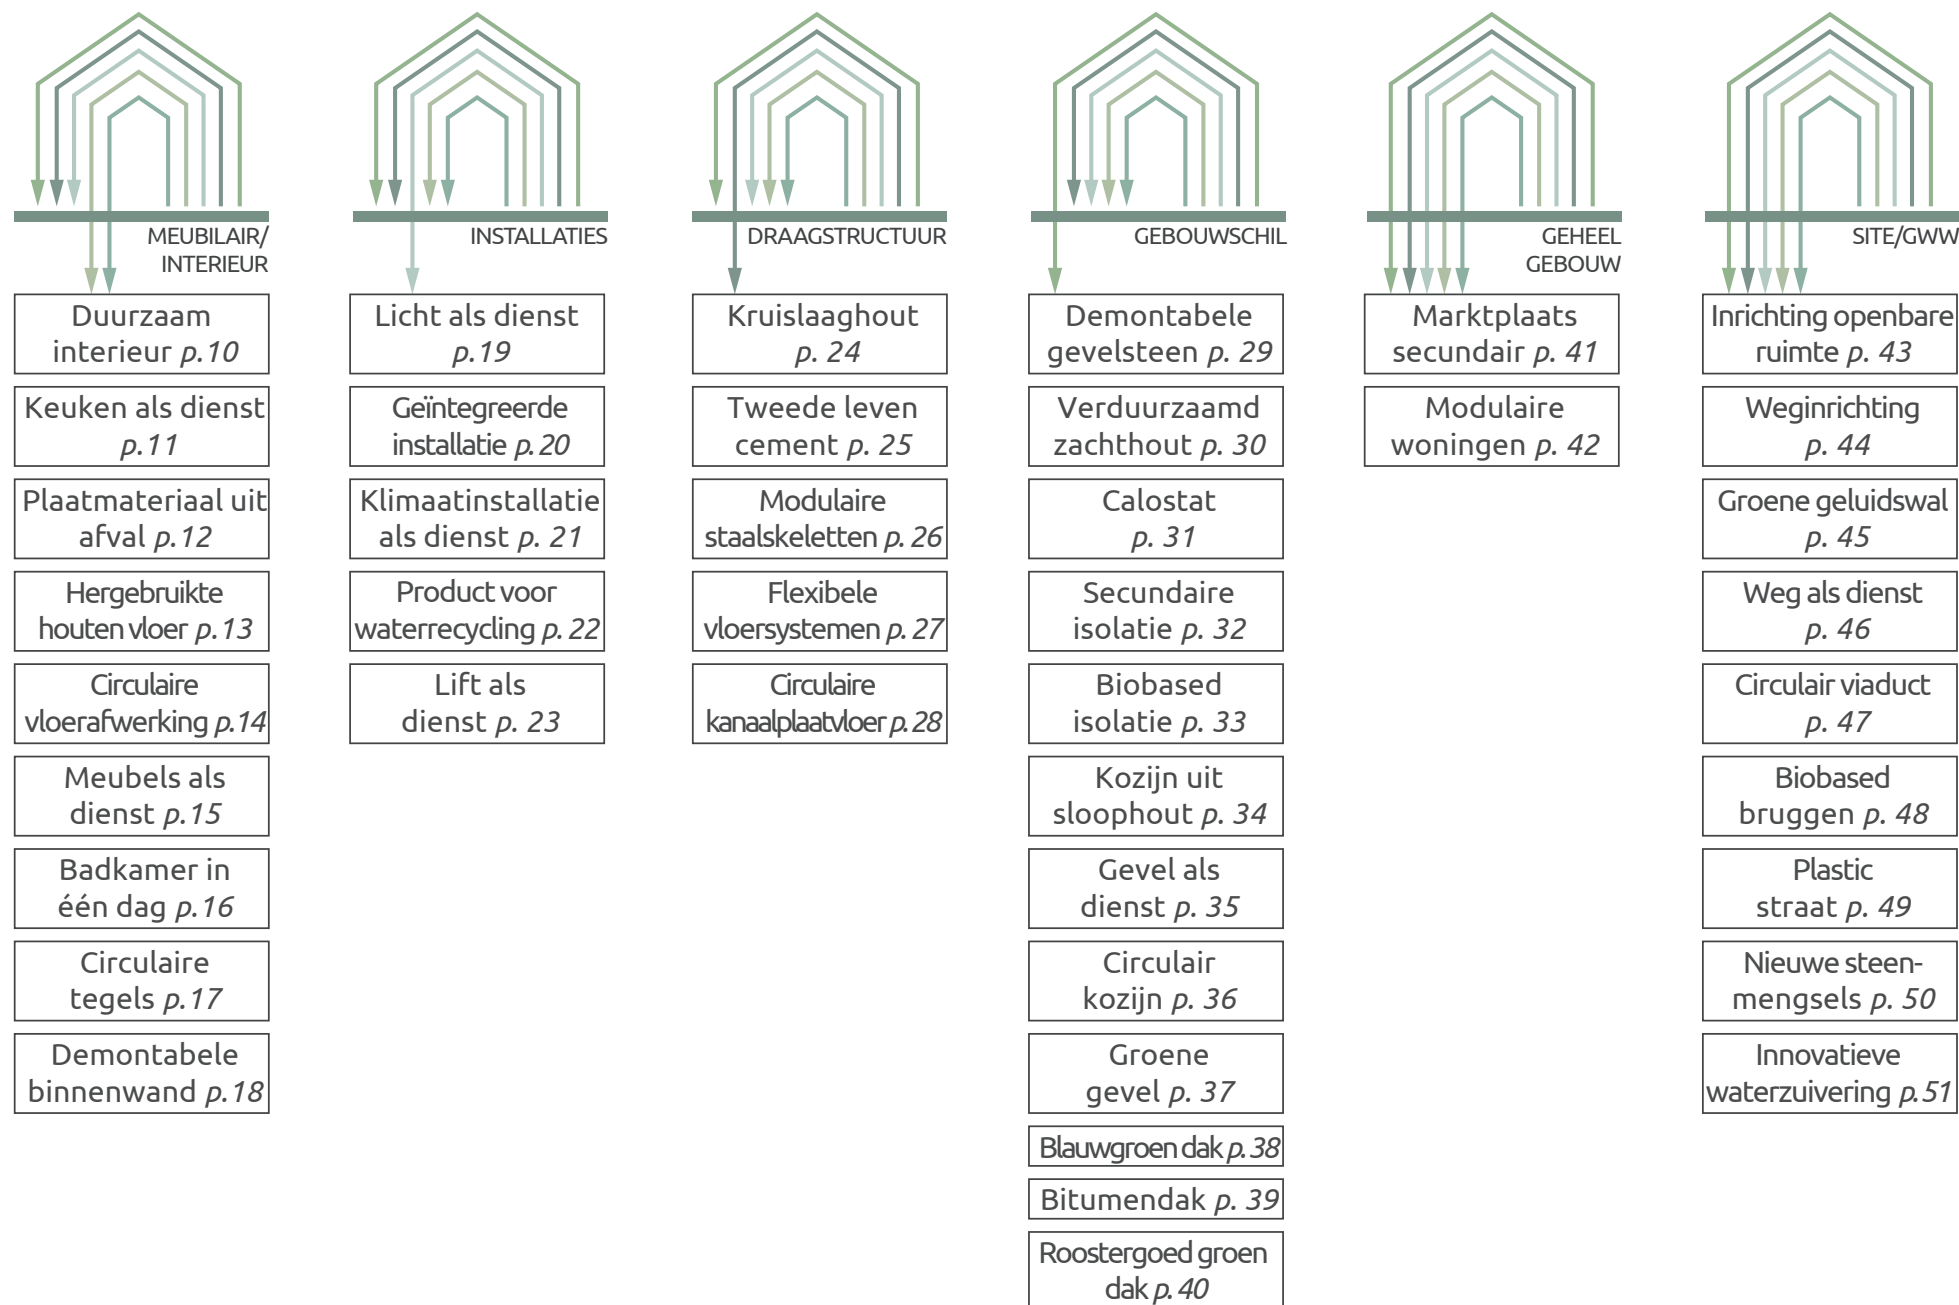 MEUBILAIR/
INTERIEUR
Duurzaam
interieur p.10
Keuken als dienst
p.11
Plaatmateriaal uit
afval p.12
Hergebruikte
houten vloer p.13
Circulaire
vloerafwerking p.14
Meubels als
dienst p.15
Badkamer in
één dag p.16
Circulaire
tegels p.17
Demontabele
binnenwand p.18
INSTALLATIES
Licht als dienst
p.19
Geïntegreerde
installatie p. 20
Klimaatinstallatie
als dienst p. 21
Product voor
waterrecycling p. 22
Lift als
dienst p. 23
DRAAGSTRUCTUUR
Kruislaaghout
p. 24
Tweede leven
cement p. 25
Modulaire
staalskeletten p. 26
Flexibele
vloersystemen p. 27
Circulaire
kanaalplaatvloer p. 28
GEBOUWSCHIL
Demontabele
gevelsteen p. 29
Verduurzaamd
zachthout p. 30
Calostat
p. 31
Secundaire
isolatie p. 32
Biobased
isolatie p. 33
Kozijn uit
sloophout p. 34
Gevel als
dienst p. 35
Circulair
kozijn p. 36
Groene
gevel p. 37
Blauwgroen dak p. 38
Bitumendak p. 39
Roostergoed groen
dak p. 40
GEHEEL
GEBOUW
Marktplaats
secundair p. 41
Modulaire
woningen p. 42
SITE/GWW
Inrichting openbare
ruimte p. 43
Weginrichting
p. 44
Groene geluidswal
p. 45
Weg als dienst
p. 46
Circulair viaduct
p. 47
Biobased
bruggen p. 48
Plastic
straat p. 49
Nieuwe steen-
mengsels p. 50
Innovatieve
waterzuivering p. 51